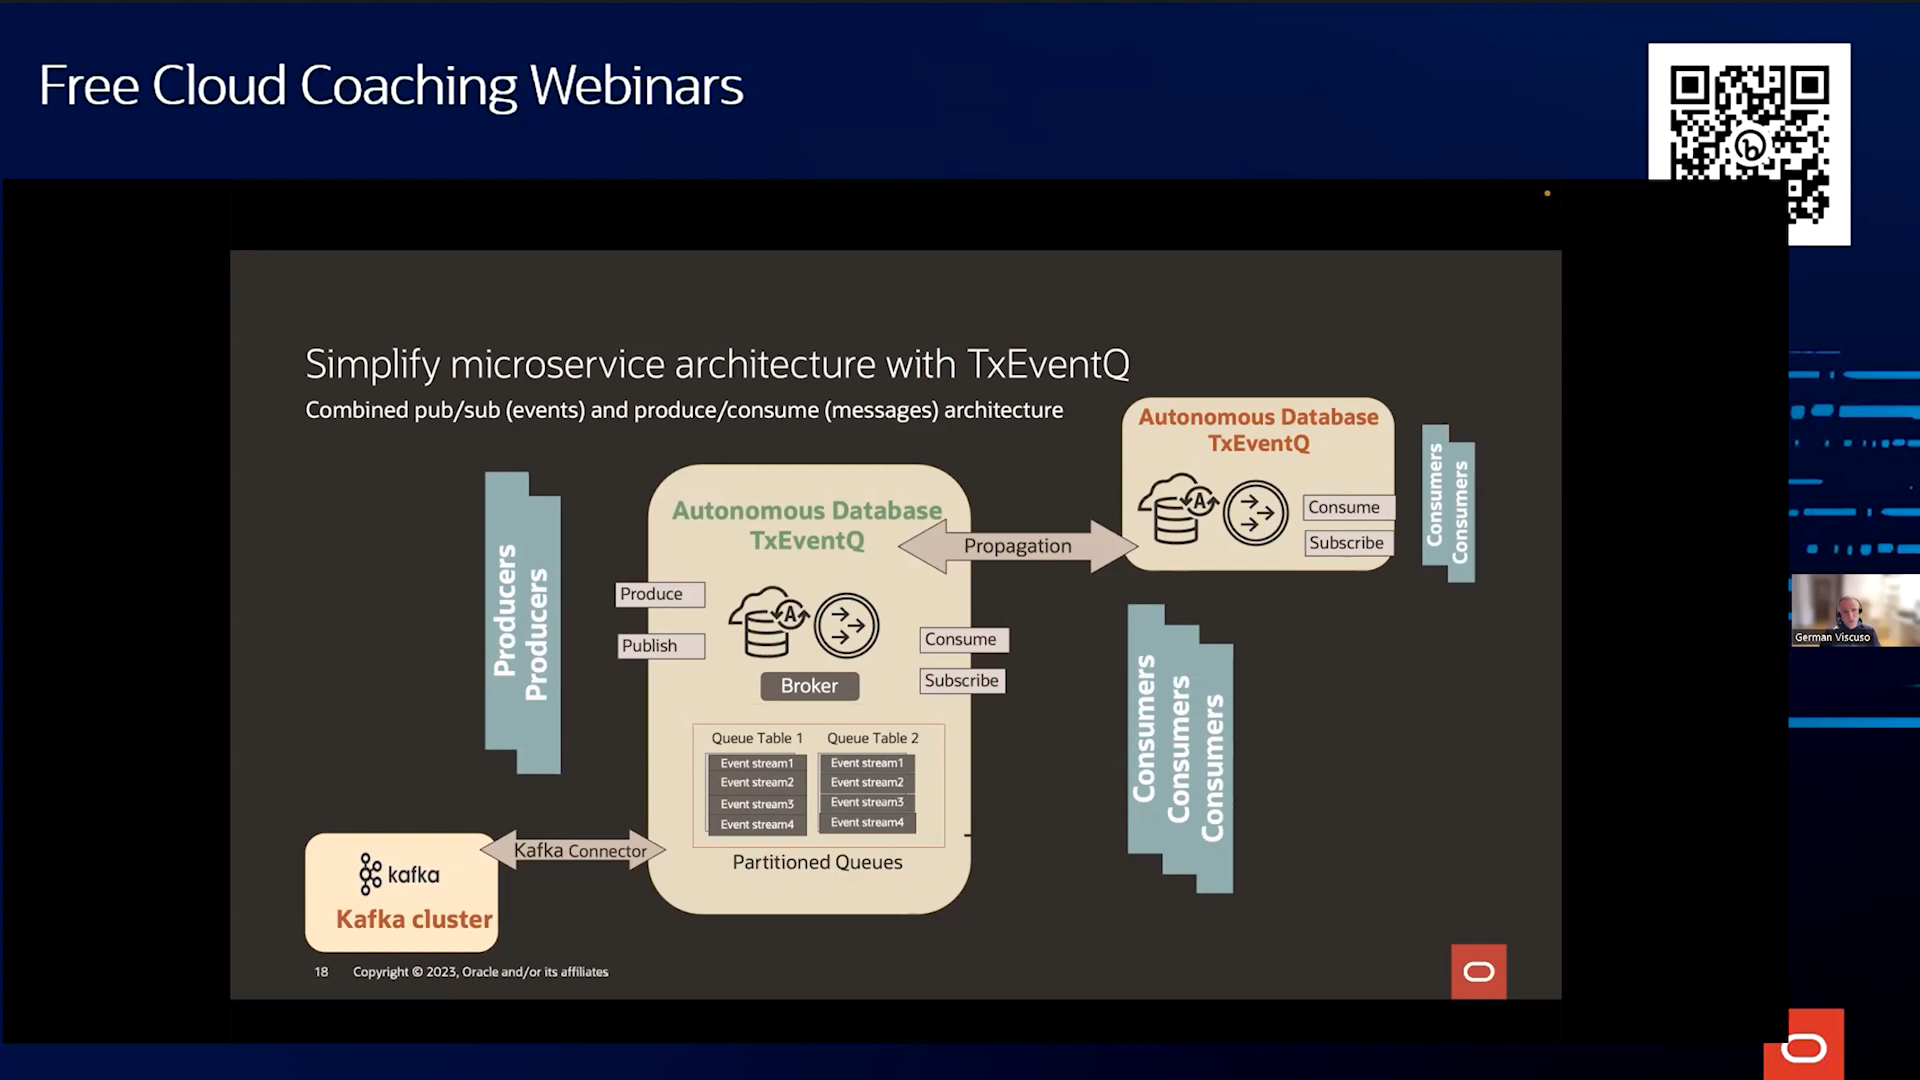 Free Cloud Coaching Webinars
Simplify microservice architecture with TxEventQ
Combined pub/sub (events) and produce/consume (messages) architecture
Autonomous Database
TxEventQ
Consume
Subscribe
Consumers
Consumers
Producers
Producers
Autonomous Database
TxEventQ
Propagation
Produce
Publish
Consume
Subscribe
Broker
Queue Table 1
Event stream1
Event stream2
Event stream3
Event stream4
Queue Table 2
Event stream1
Event stream2
Event stream3
Event stream4
Partitioned Queues
Consumers
Consumers
Consumers
Kafka Connector
kafka
Kafka cluster
18 Copyright © 2023, Oracle and/or its affiliates
German Viscuso